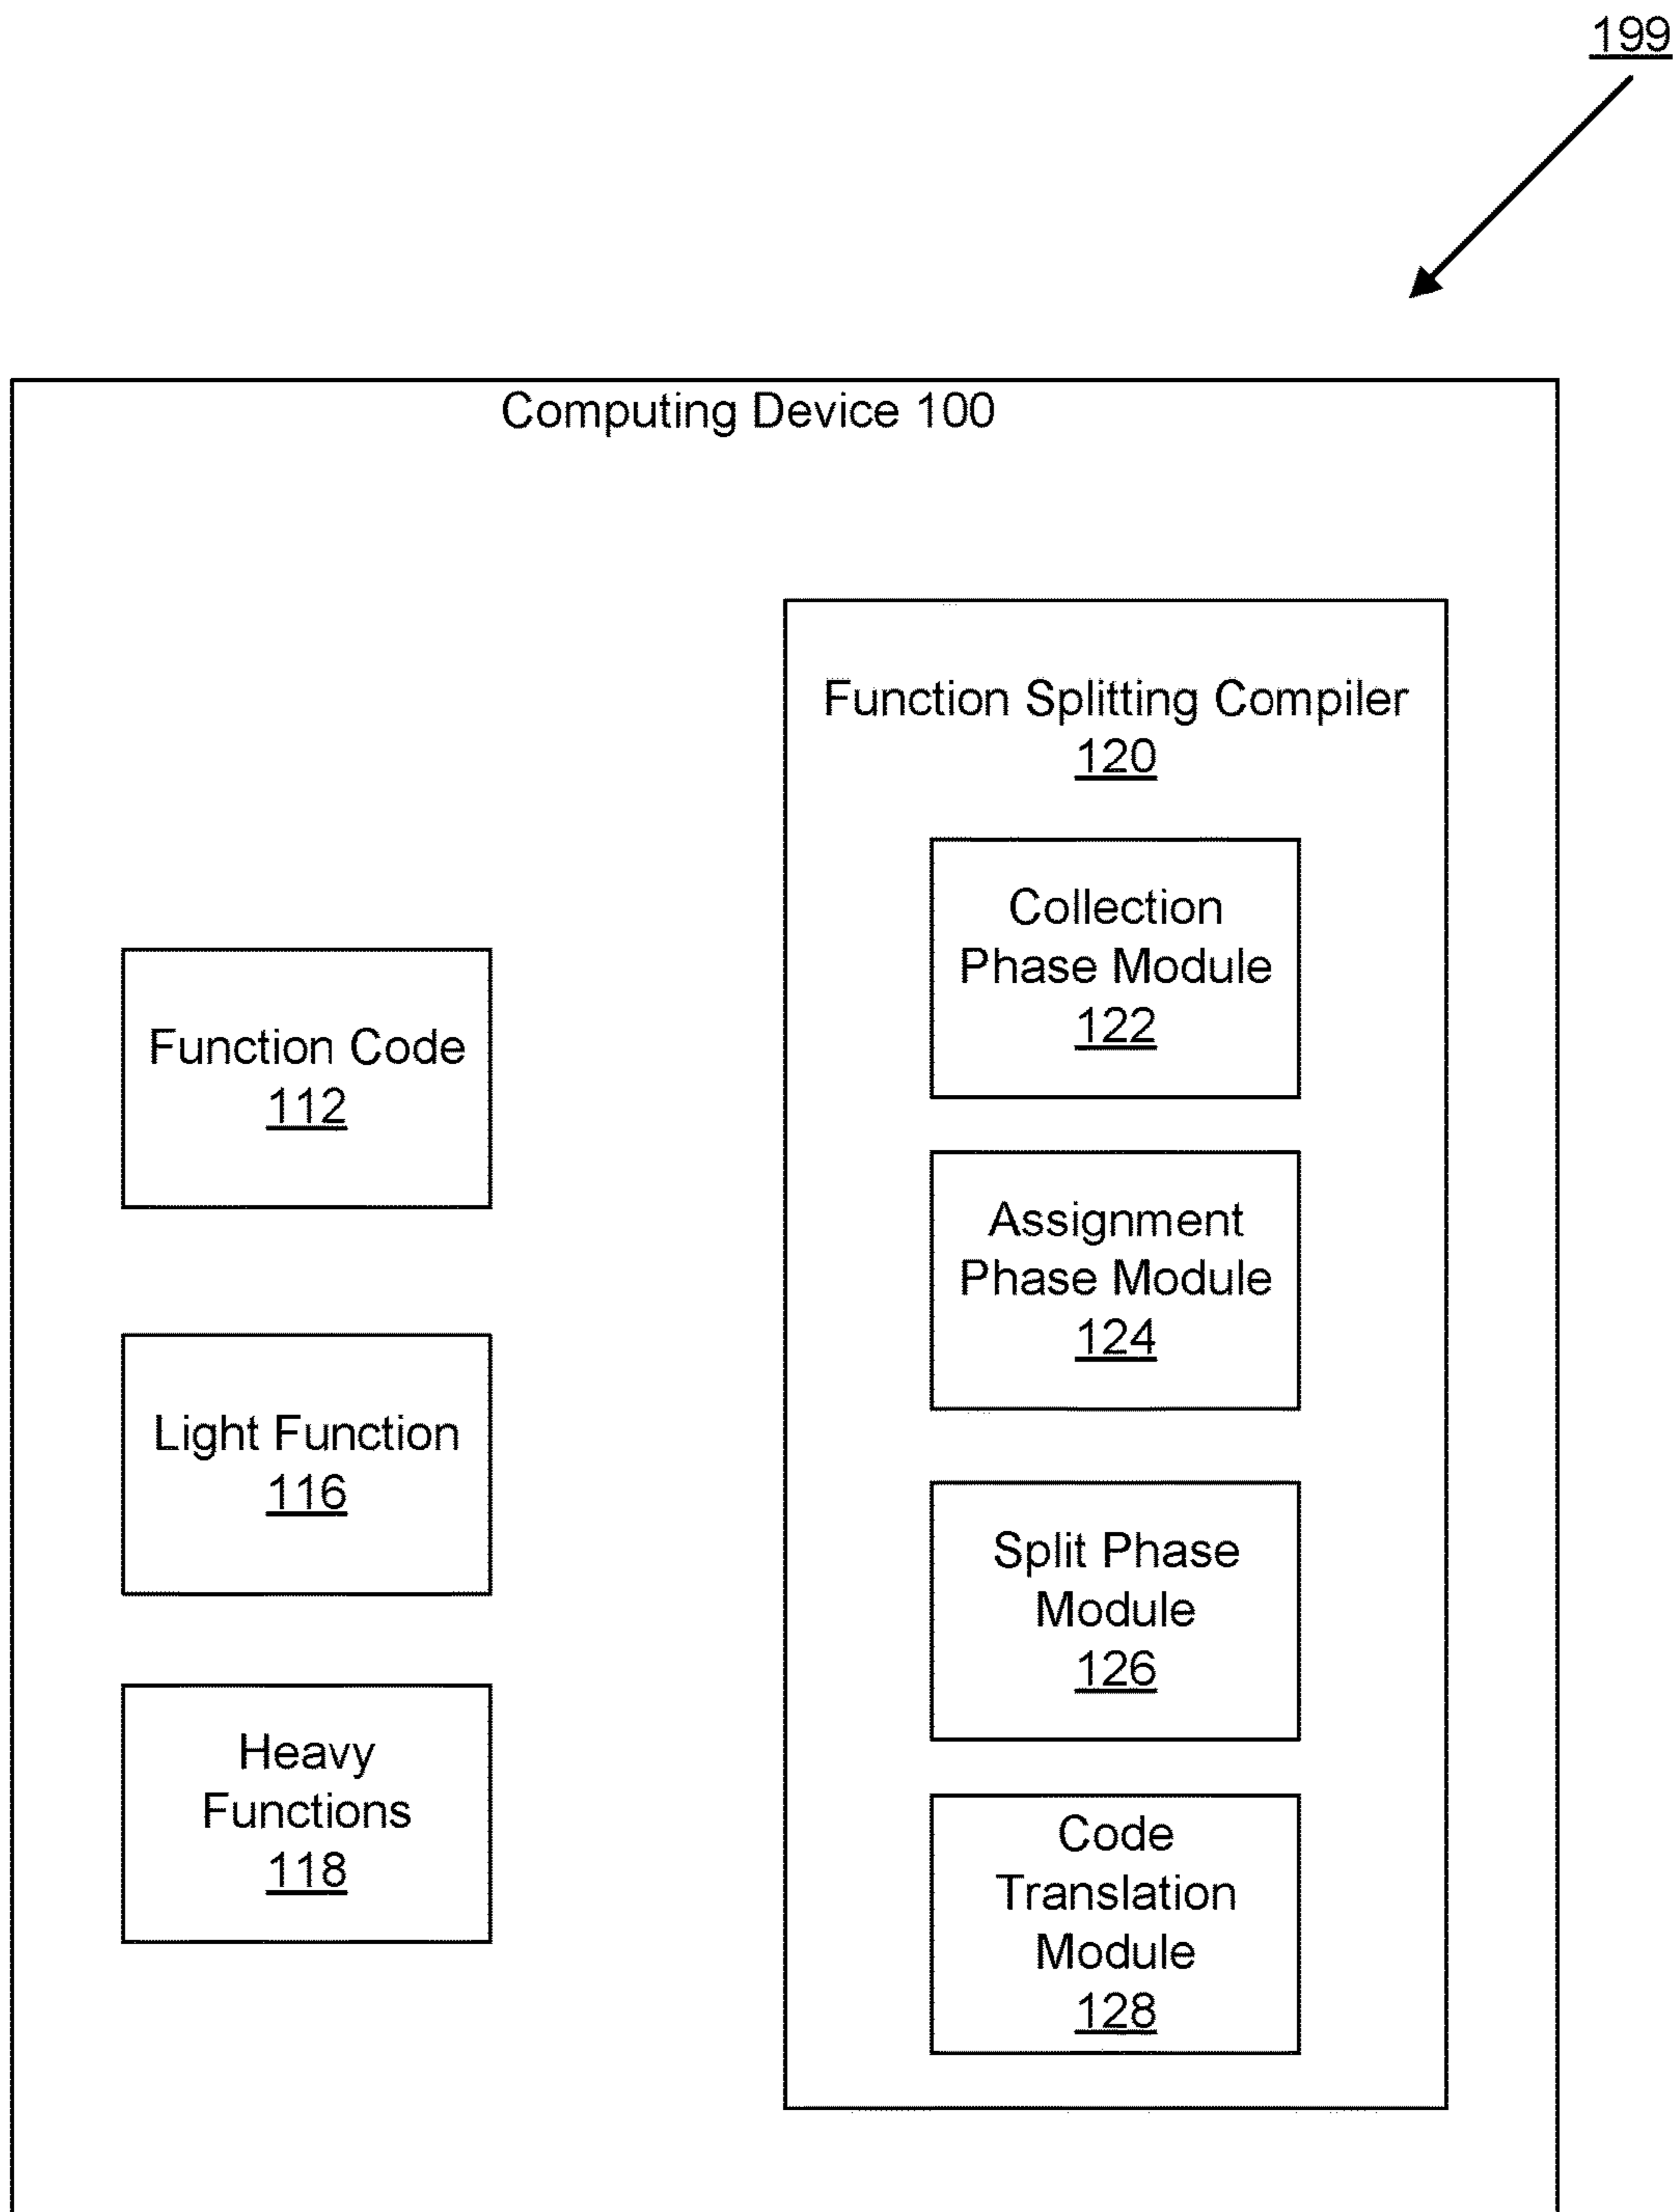 199
Computing Device 100
Function Splitting Compiler
120
Collection
Phase Module
122
Function Code
112
Assignment
Phase Module
124
Light Function
116
Split Phase
Module
126
Heavy
Functions
118
Code
Translation
Module
128